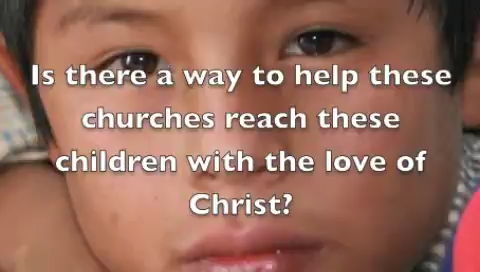 Is there a way to help these
churches reach these
children with the love of
Christ?